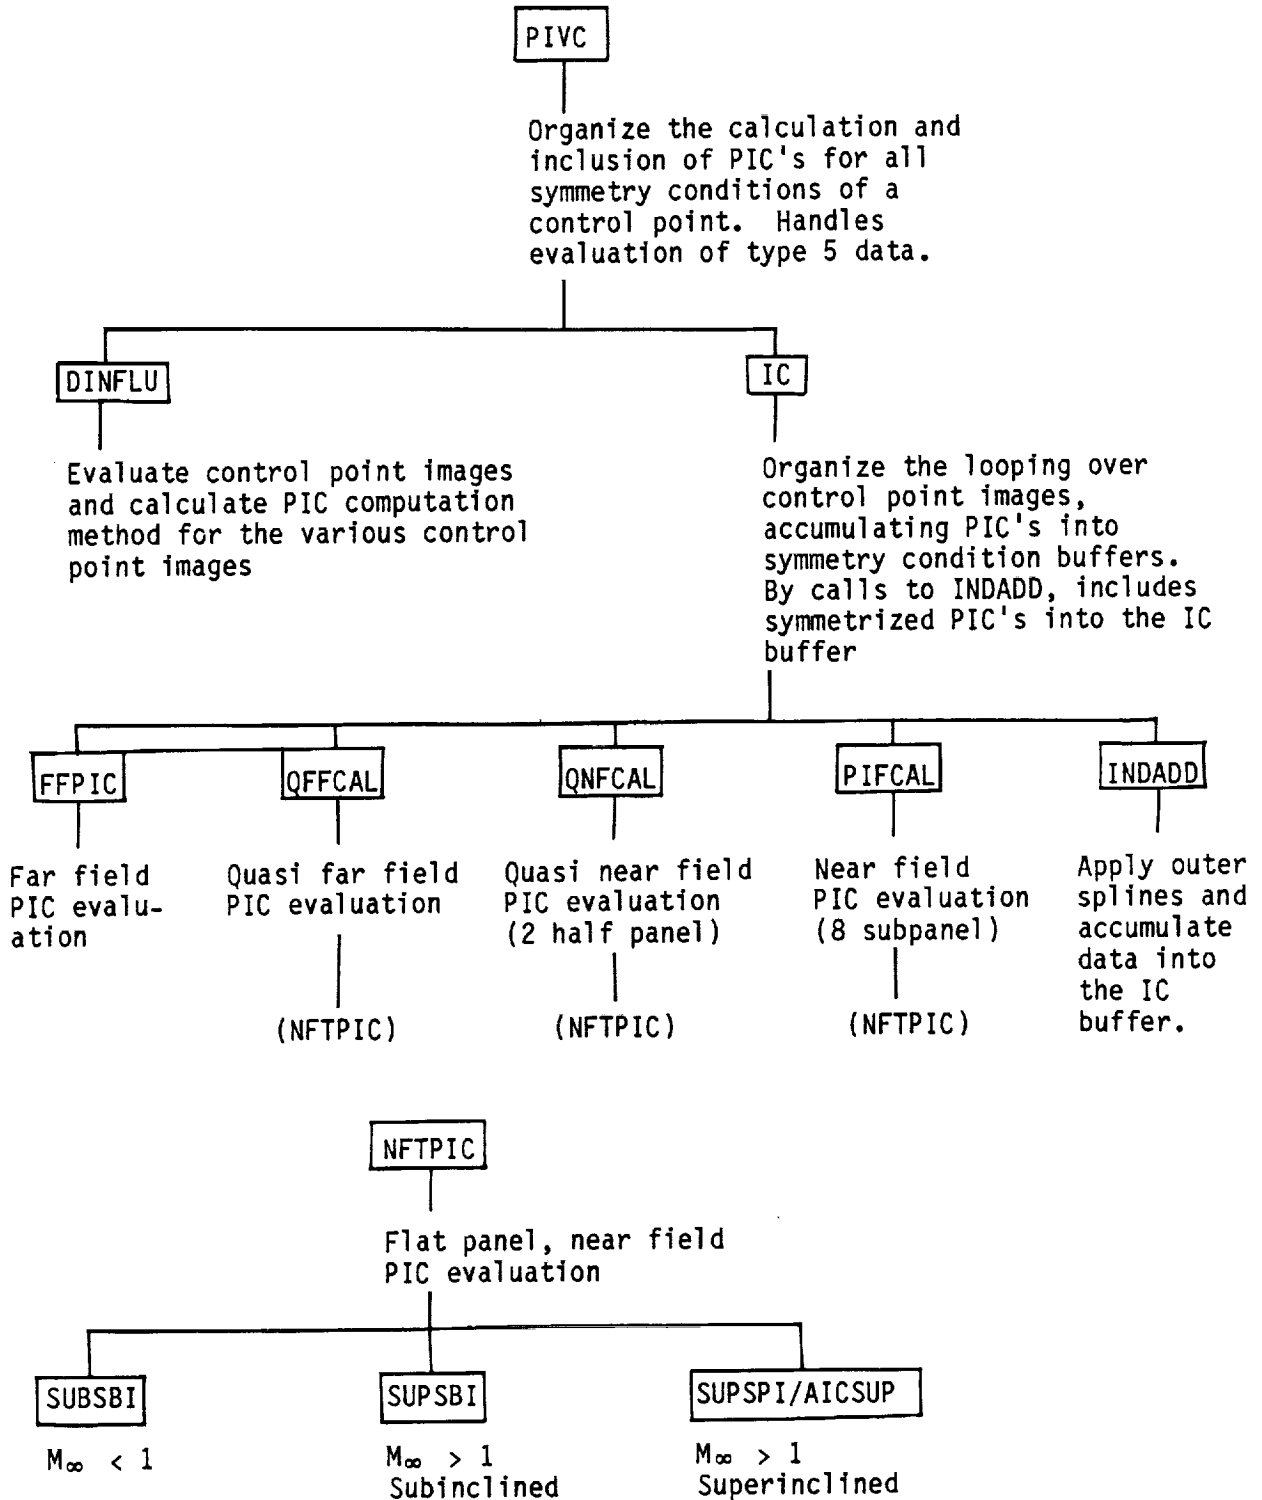 PIVC
Organize the calculation and
inclusion of PIC's for all
symmetry conditions of a
control point. Handles
evaluation of type 5 data.
DINFLU
IC
Evaluate control point images
and calculate PIC computation
method for the various control
point images
Organize the looping over
control point images,
accumulating PIC's into
symmetry condition buffers.
By calls to INDADD, includes
symmetrized PIC's into the IC
buffer
FFPIC
QFFCAL
QNFCAL
PIFCAL
INDADD
Far field
PIC evalu-
ation
Quasi far field
PIC evaluation
(NFTPIC)
Quasi near field
PIC evaluation
(2 half panel)
(NFTPIC)
Near field
PIC evaluation
(8 subpanel)
(NFTPIC)
Apply outer
splines and
accumulate
data into
the IC
buffer.
NFTPIC
Flat panel, near field
PIC evaluation
SUBSBI
SUPSBI
SUPSPI/AICSUP
M∞ < 1
M∞ > 1
Subinclined
M∞ > 1
Superinclined